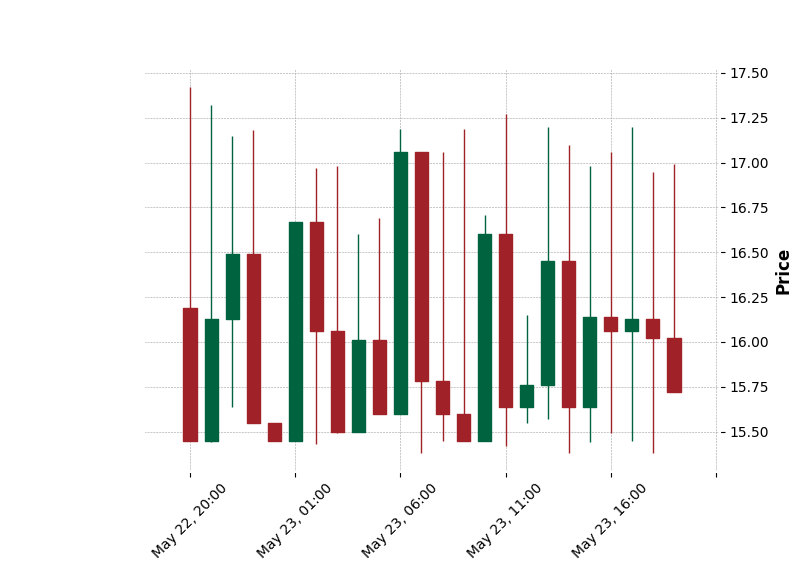 17.50
17.25
17.00
16.75
16.50
16.25
16.00
15.75
15.50
Price
May 22, 20:00
May 23, 01:00
May 23, 06:00
May 23, 11:00
May 23, 16:00